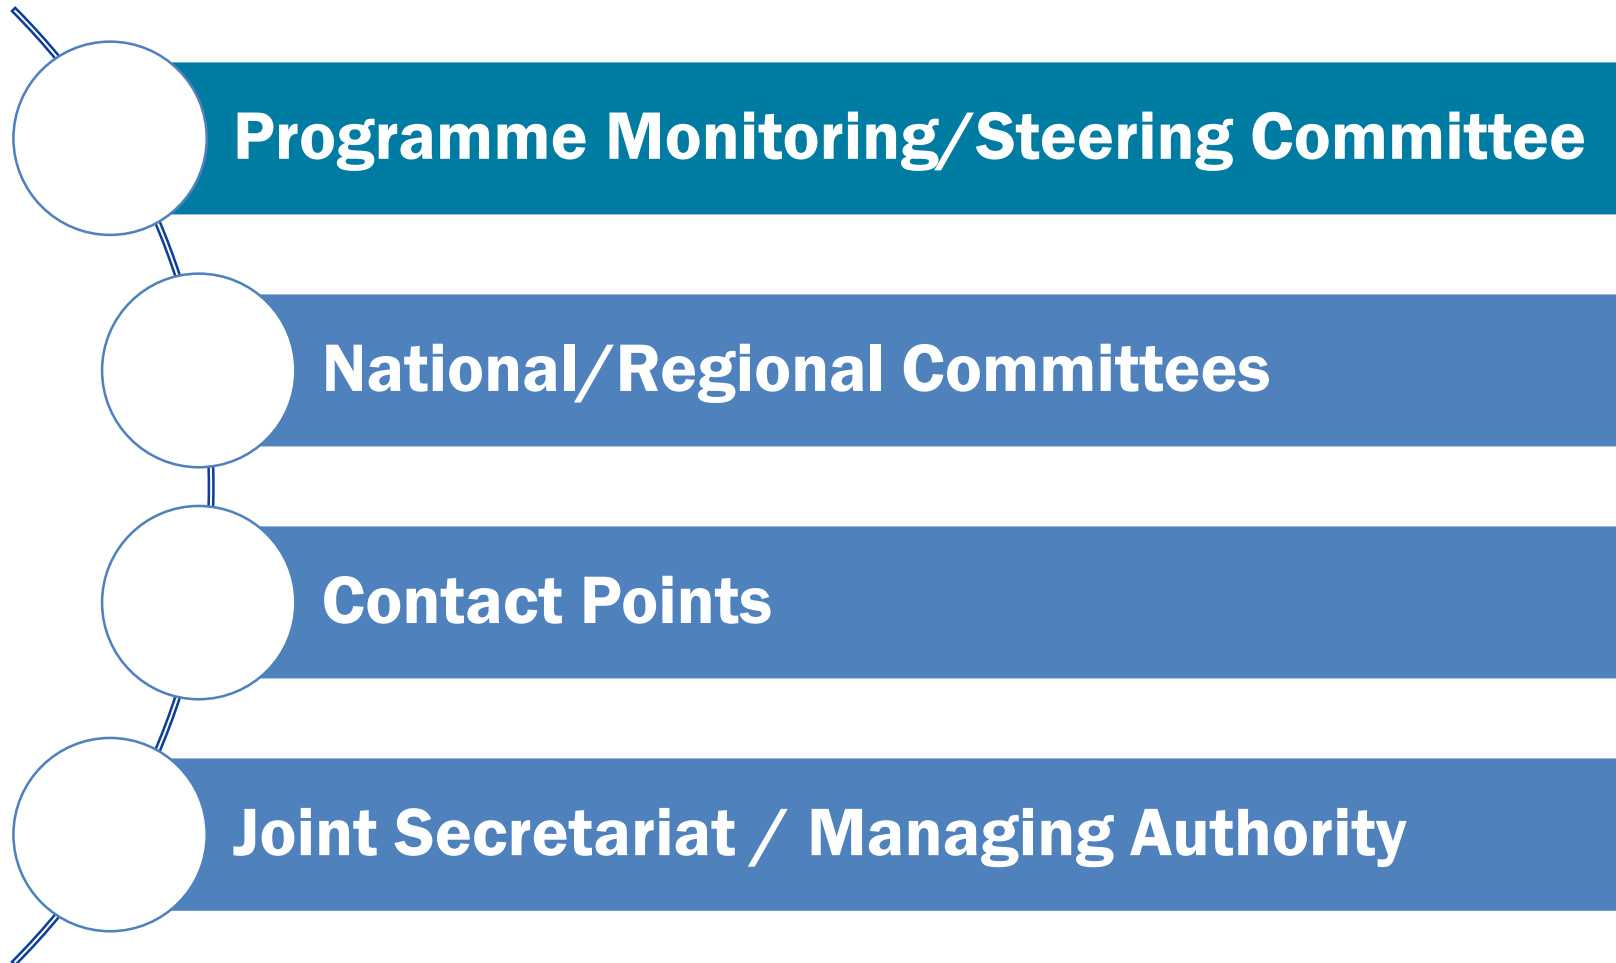 Programme Monitoring/Steering Committee
National/Regional Committees
Contact Points
Joint Secretariat / Managing Authority